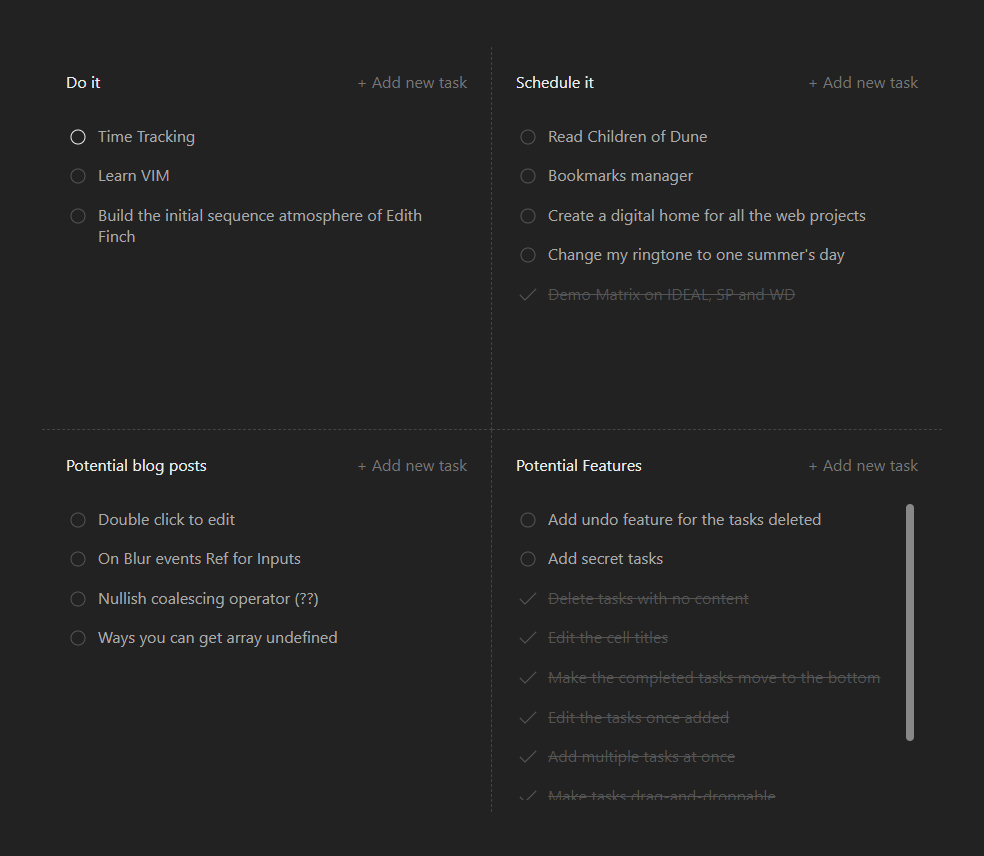 Do it
+ Add new task
Time Tracking
Learn VIM
Build the initial sequence atmosphere of Edith
Finch
Schedule it
+ Add new task
Read Children of Dune
Bookmarks manager
Create a digital home for all the web projects
Change my ringtone to one summer's day
Demo Matrix on IDEAL, SP and WD
Potential blog posts
+ Add new task
Double click to edit
On Blur events Ref for Inputs
Nullish coalescing operator (??)
Ways you can get array undefined
Potential Features
+ Add new task
Add undo feature for the tasks deleted
Add secret tasks
Delete tasks with no content
Edit the cell titles
Make the completed tasks move to the bottom
Edit the tasks once added
Add multiple tasks at once
Make tasks drag-and-droppable